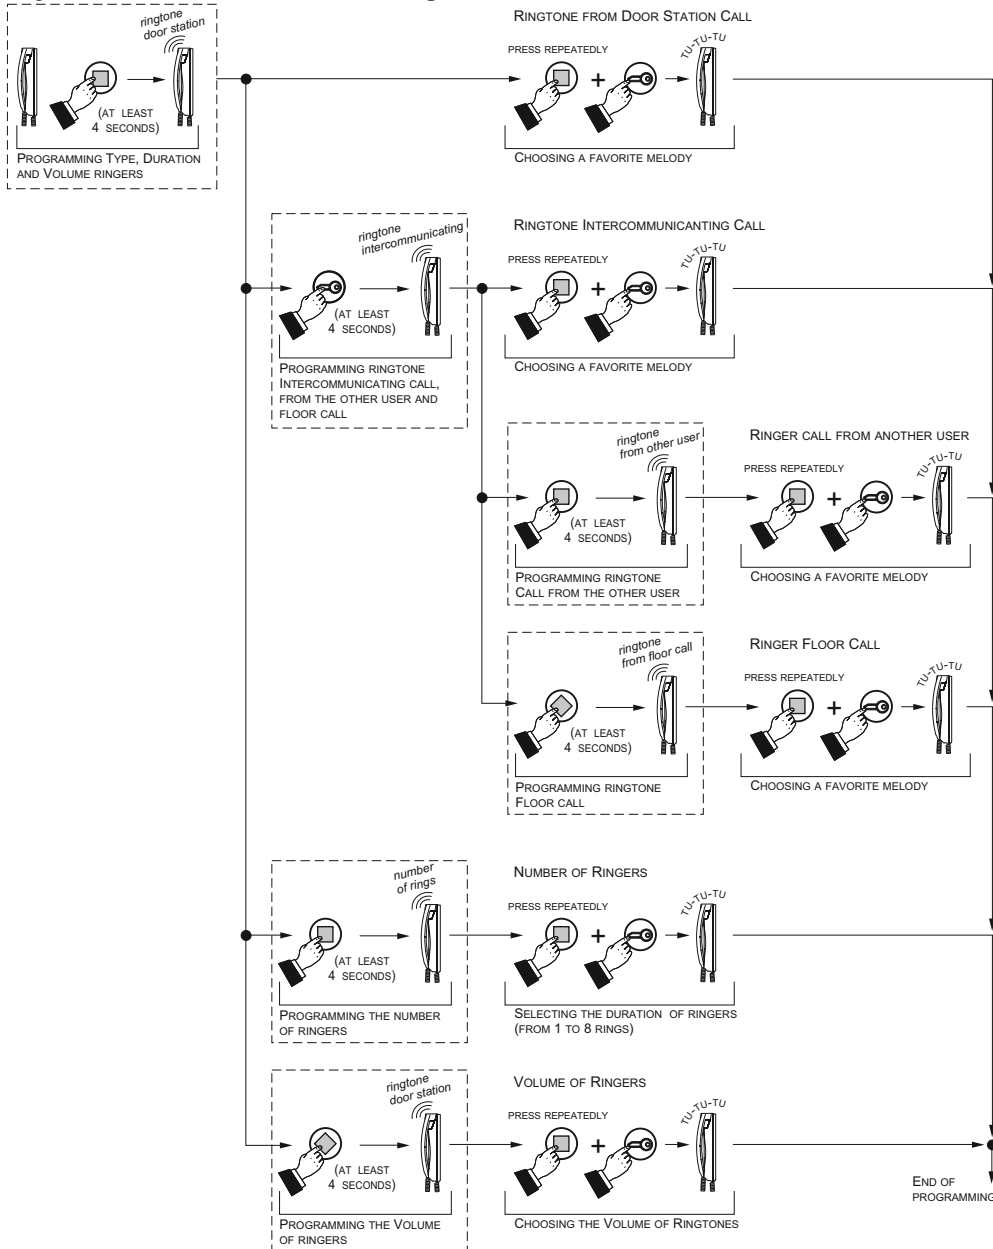 ringtone
door station
(AT LEAST
4 SECONDS)
PROGRAMMING TYPE, DURATION
AND VOLUME RINGERS
RINGTONE FROM DOOR STATION CALL
PRESS REPEATEDLY
+
TU-TU-TU
CHOOSING A FAVORITE MELODY
ringtone
intercommunicating
(AT LEAST
4 SECONDS)
PROGRAMMING RINGTONE
INTERCOMMUNICATING CALL,
FROM THE OTHER USER AND
FLOOR CALL
RINGTONE INTERCOMMUNICANTING CALL
PRESS REPEATEDLY
+
TU-TU-TU
CHOOSING A FAVORITE MELODY
ringtone
from other user
(AT LEAST
4 SECONDS)
PROGRAMMING RINGTONE
CALL FROM THE OTHER USER
RINGER CALL FROM ANOTHER USER
PRESS REPEATEDLY
+
TU-TU-TU
CHOOSING A FAVORITE MELODY
ringtone
from floor call
(AT LEAST
4 SECONDS)
PROGRAMMING RINGTONE
FLOOR CALL
RINGER FLOOR CALL
PRESS REPEATEDLY
+
TU-TU-TU
CHOOSING A FAVORITE MELODY
number
of rings
(AT LEAST
4 SECONDS)
PROGRAMMING THE NUMBER
OF RINGERS
NUMBER OF RINGERS
PRESS REPEATEDLY
+
TU-TU-TU
SELECTING THE DURATION OF RINGERS
(FROM 1 TO 8 RINGS)
ringtone
door station
(AT LEAST
4 SECONDS)
PROGRAMMING THE VOLUME
OF RINGERS
VOLUME OF RINGERS
PRESS REPEATEDLY
+
TU-TU-TU
CHOOSING THE VOLUME OF RINGTONES
END OF
PROGRAMMING